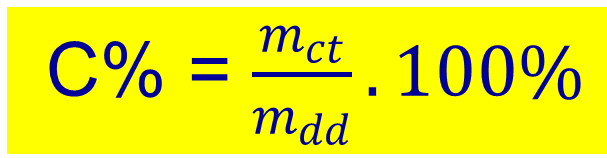 C% = m_ct / m_dd . 100%